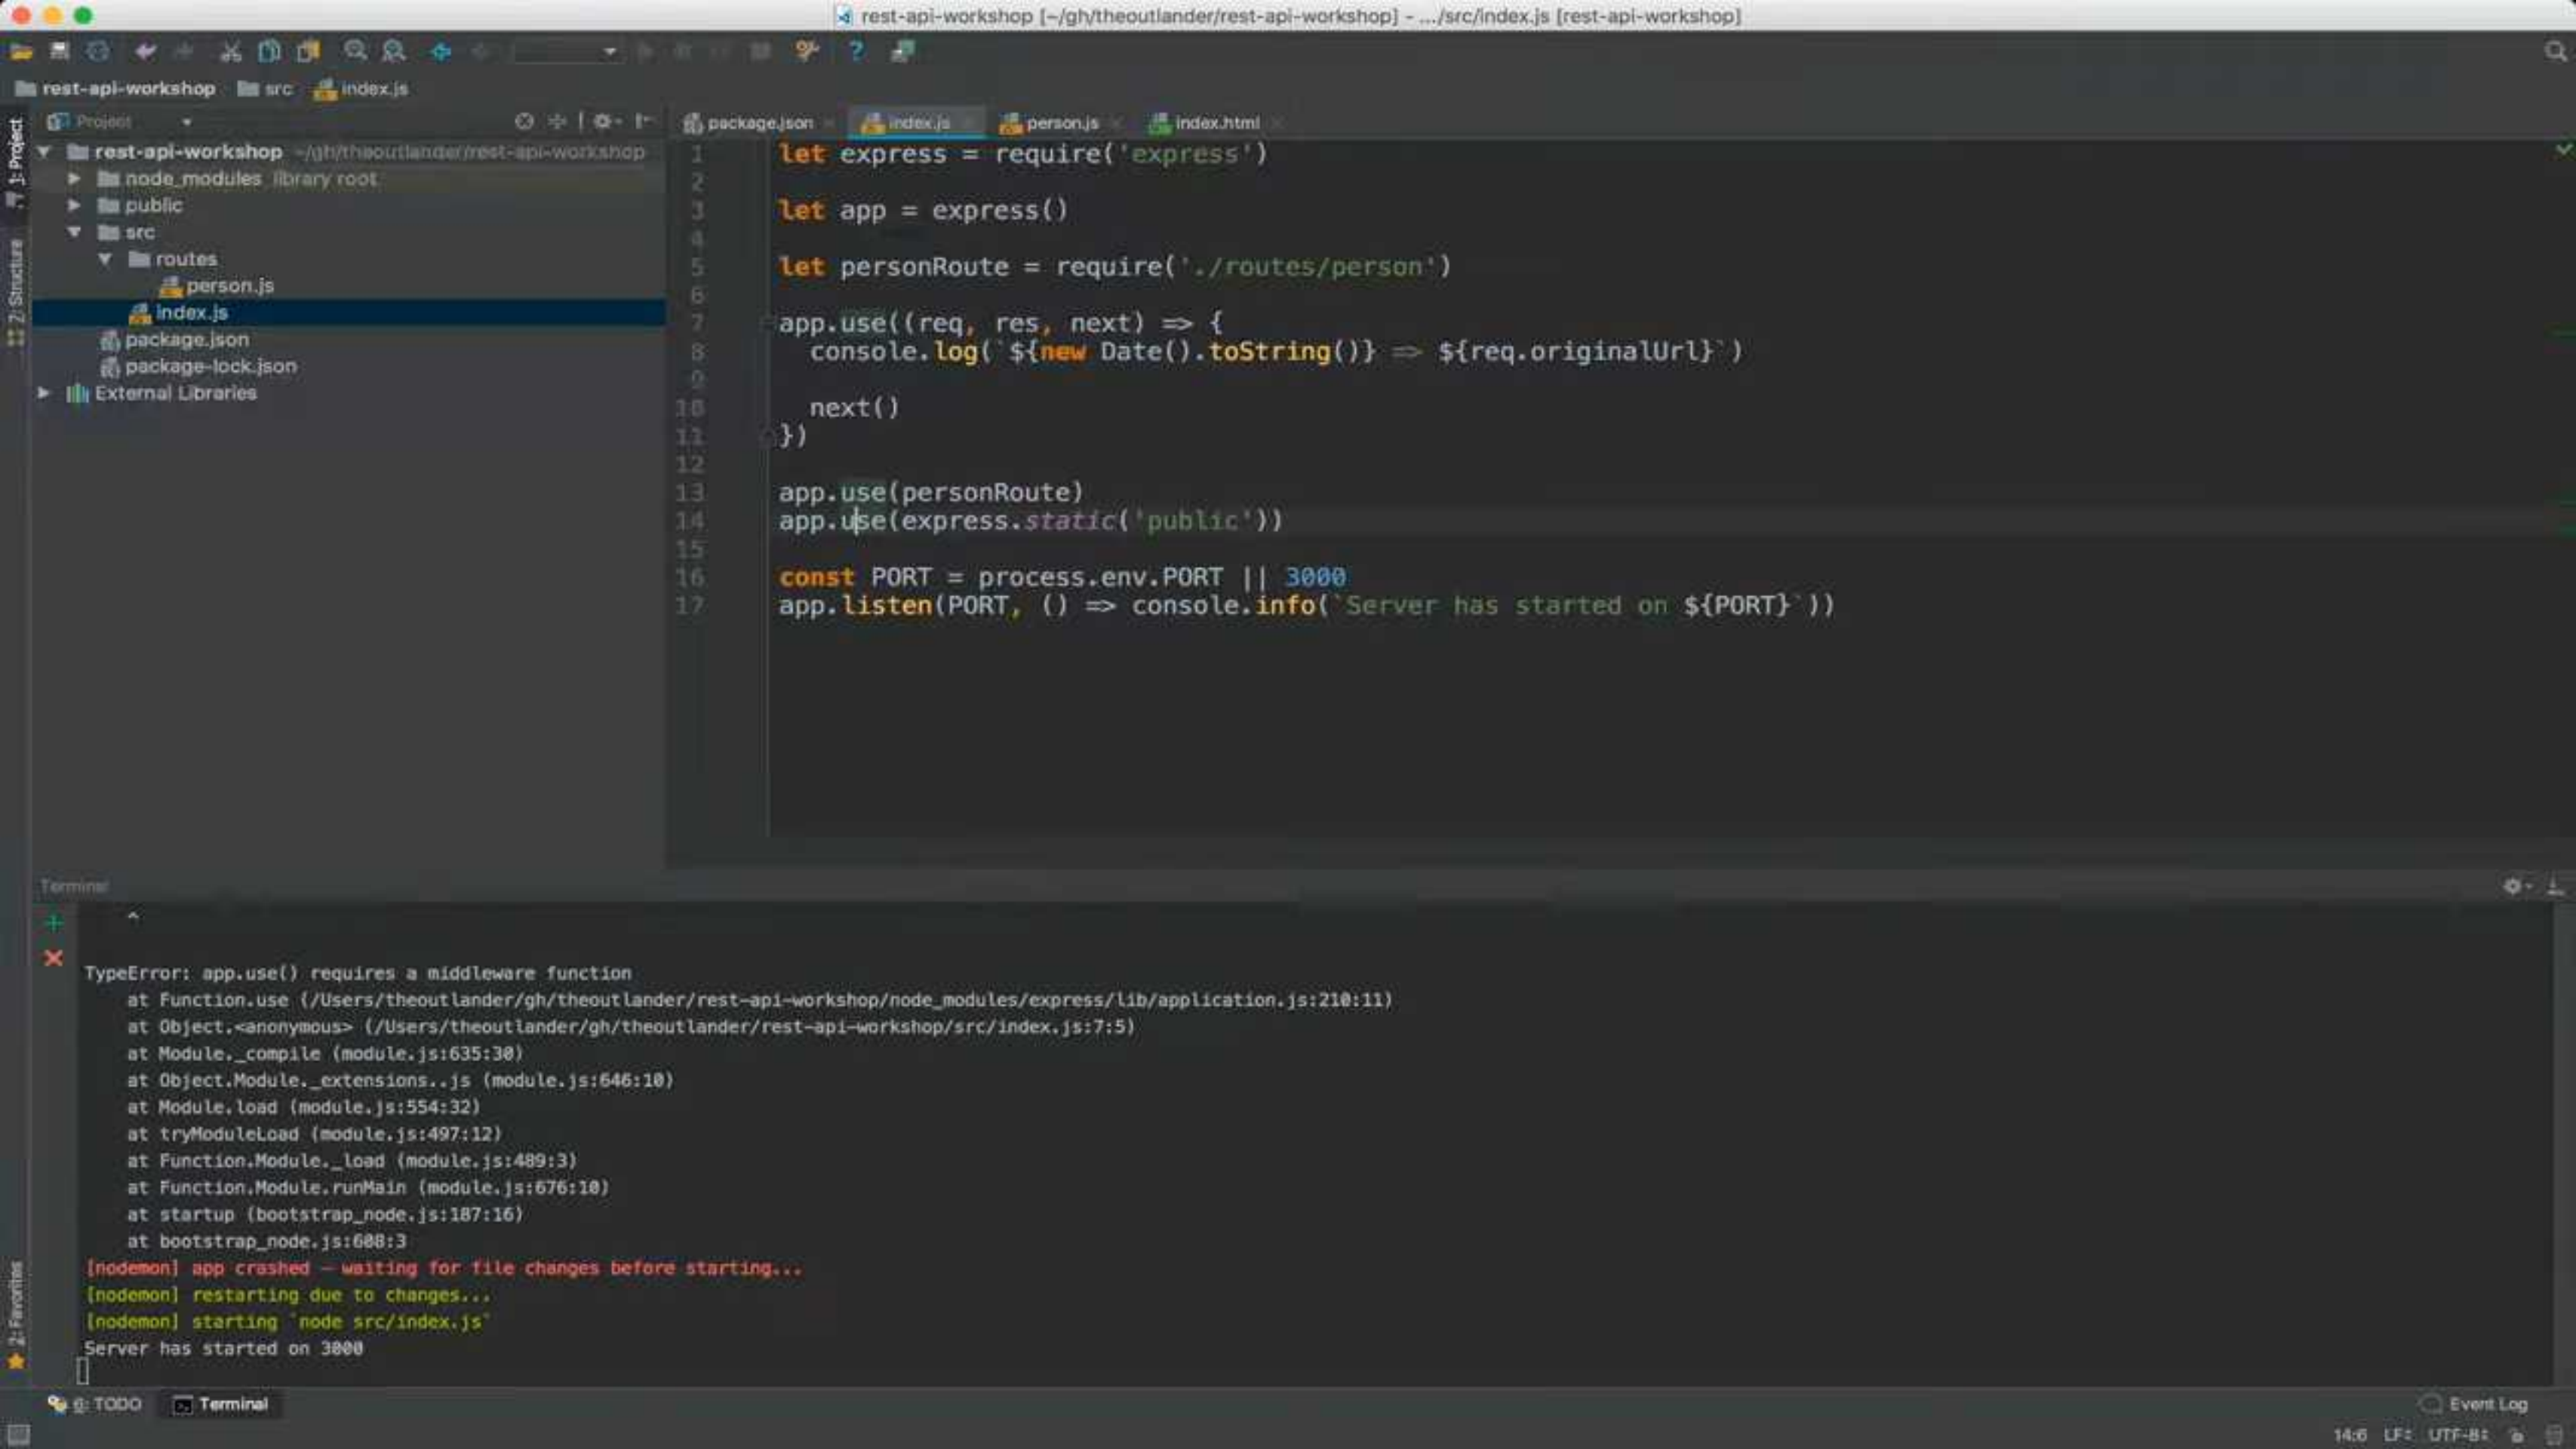 rest-api-workshop [~/gh/theoutlander/rest-api-workshop] - .../src/index.js [rest-api-workshop]
rest-api-workshop src index.js
Project
package.json index.js person.js index.html
1: Project
2: Structure
2: Favorites
rest-api-workshop ~/gh/theoutlander/rest-api-workshop
node_modules library root
public
src
routes
person.js
index.js
package.json
package-lock.json
External Libraries
1 let express = require('express')
2
3 let app = express()
4
5 let personRoute = require('./routes/person')
6
7 app.use((req, res, next) => {
8 console.log(`${new Date().toString()} => ${req.originalUrl}`)
9
10 next()
11 })
12
13 app.use(personRoute)
14 app.use(express.static('public'))
15
16 const PORT = process.env.PORT || 3000
17 app.listen(PORT, () => console.info(`Server has started on ${PORT}`))
Terminal
^
TypeError: app.use() requires a middleware function
at Function.use (/Users/theoutlander/gh/theoutlander/rest-api-workshop/node_modules/express/lib/application.js:210:11)
at Object.<anonymous> (/Users/theoutlander/gh/theoutlander/rest-api-workshop/src/index.js:7:5)
at Module._compile (module.js:635:30)
at Object.Module._extensions..js (module.js:646:10)
at Module.load (module.js:554:32)
at tryModuleLoad (module.js:497:12)
at Function.Module._load (module.js:489:3)
at Function.Module.runMain (module.js:676:10)
at startup (bootstrap_node.js:187:16)
at bootstrap_node.js:608:3
[nodemon] app crashed – waiting for file changes before starting...
[nodemon] restarting due to changes...
[nodemon] starting `node src/index.js`
Server has started on 3000
6: TODO Terminal Event Log
14:6 LF÷ UTF-8÷